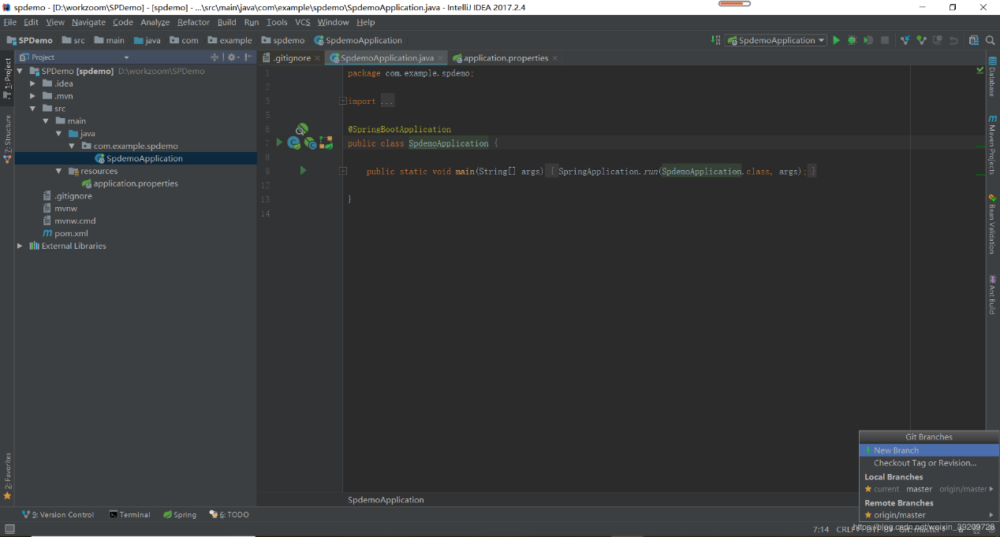 spdemo - [D:\workzoom\SPDemo] - [spdemo] - ...\src\main\java\com\example\spdemo\SpdemoApplication.java - IntelliJ IDEA 2017.2.4
File Edit View Navigate Code Analyze Refactor Build Run Tools VCS Window Help
SPDemo src main java com example spdemo SpdemoApplication SpdemoApplication
Project .gitignore SpdemoApplication.java application.properties
1: Project
7: Structure
2: Favorites
SPDemo [spdemo] D:\workzoom\SPDemo
.idea
.mvn
src
main
java
com.example.spdemo
SpdemoApplication
resources
application.properties
.gitignore
mvnw
mvnw.cmd
pom.xml
External Libraries
1 package com.example.spdemo;
2
3 import ...
5
6 @SpringBootApplication
7 public class SpdemoApplication {
8
9 public static void main(String[] args) { SpringApplication.run(SpdemoApplication.class, args); }
12
13 }
14
Database
Maven Projects
Bean Validation
Ant Build
SpdemoApplication
Git Branches
New Branch
Checkout Tag or Revision...
Local Branches
current master origin/master
Remote Branches
origin/master
9: Version Control Terminal Spring 6: TODO
7:14 CRLF
https://blog.csdn.net/weixin_39209728